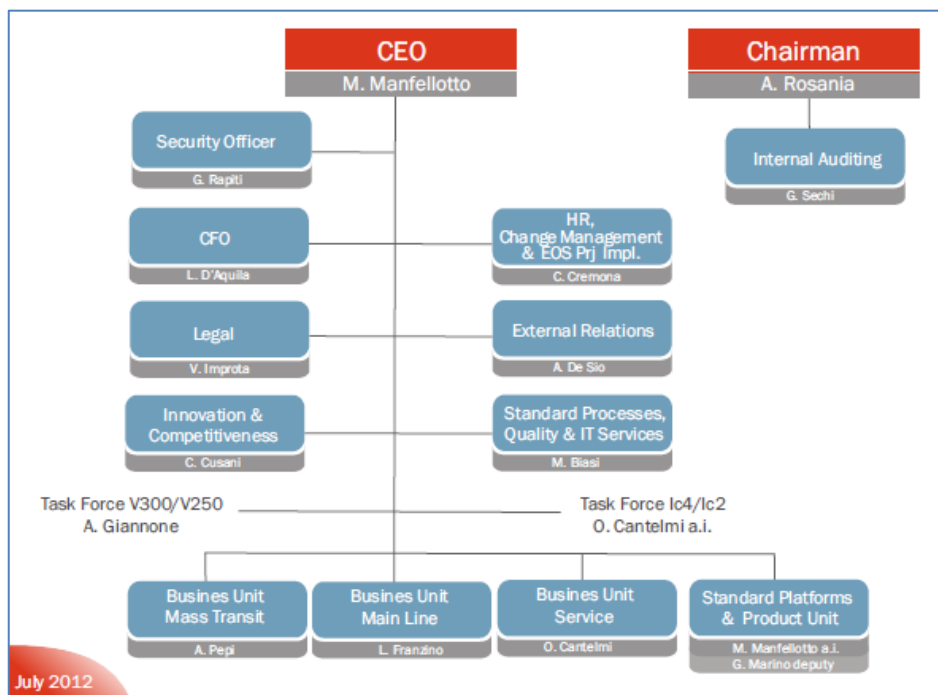 CEO
M. Manfellotto
Chairman
A. Rosania
Security Officer
G. Rapiti
Internal Auditing
G. Sechi
CFO
L. D'Aquila
HR,
Change Management
& EOS Prj Impl.
C. Cremona
Legal
V. Improta
External Relations
A. De Sio
Innovation &
Competitiveness
C. Cusani
Standard Processes,
Quality & IT Services
M. Biasi
Task Force V300/V250
A. Giannone
Task Force Ic4/Ic2
O. Cantelmi a.i.
Busines Unit
Mass Transit
A. Pepi
Busines Unit
Main Line
L. Franzino
Busines Unit
Service
O. Cantelmi
Standard Platforms
& Product Unit
M. Manfellotto a.i.
G. Marino deputy
July 2012